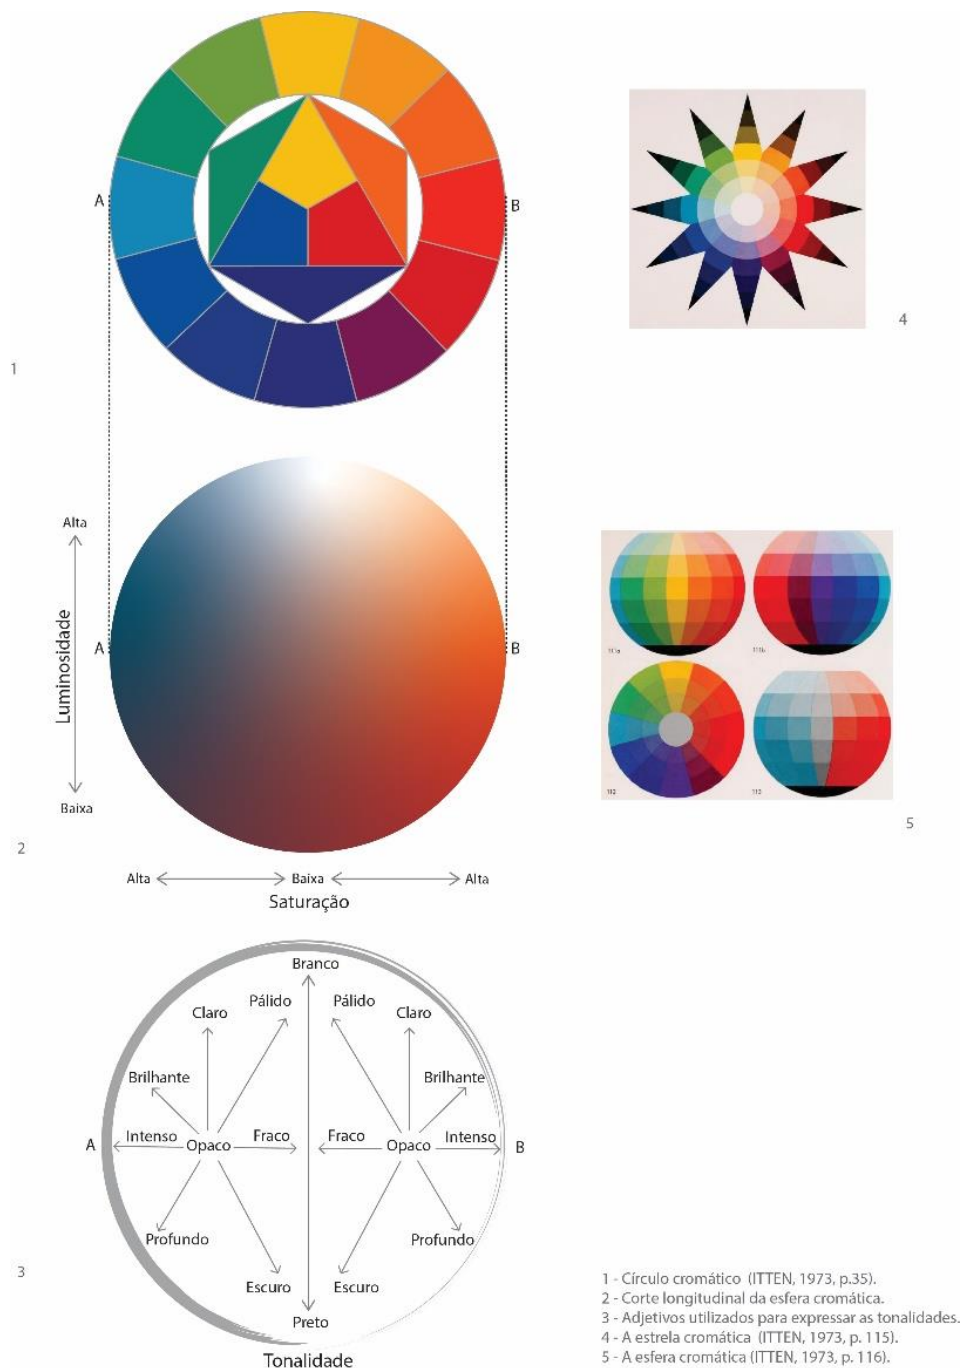 A
B
1
4
Alta
Luminosidade
Baixa
A
B
2
Alta
Baixa
Alta
Saturação
112
113
5
Branco
Pálido
Pálido
Claro
Claro
Brilhante
Brilhante
A
Intenso
Opaco
Fraco
Fraco
Opaco
Intenso
B
Profundo
Profundo
Escuro
Escuro
Preto
3
Tonalidade
1 - Círculo cromático (ITTEN, 1973, p.35).
2 - Corte longitudinal da esfera cromática.
3 - Adjetivos utilizados para expressar as tonalidades.
4 - A estrela cromática (ITTEN, 1973, p. 115).
5 - A esfera cromática (ITTEN, 1973, p. 116).